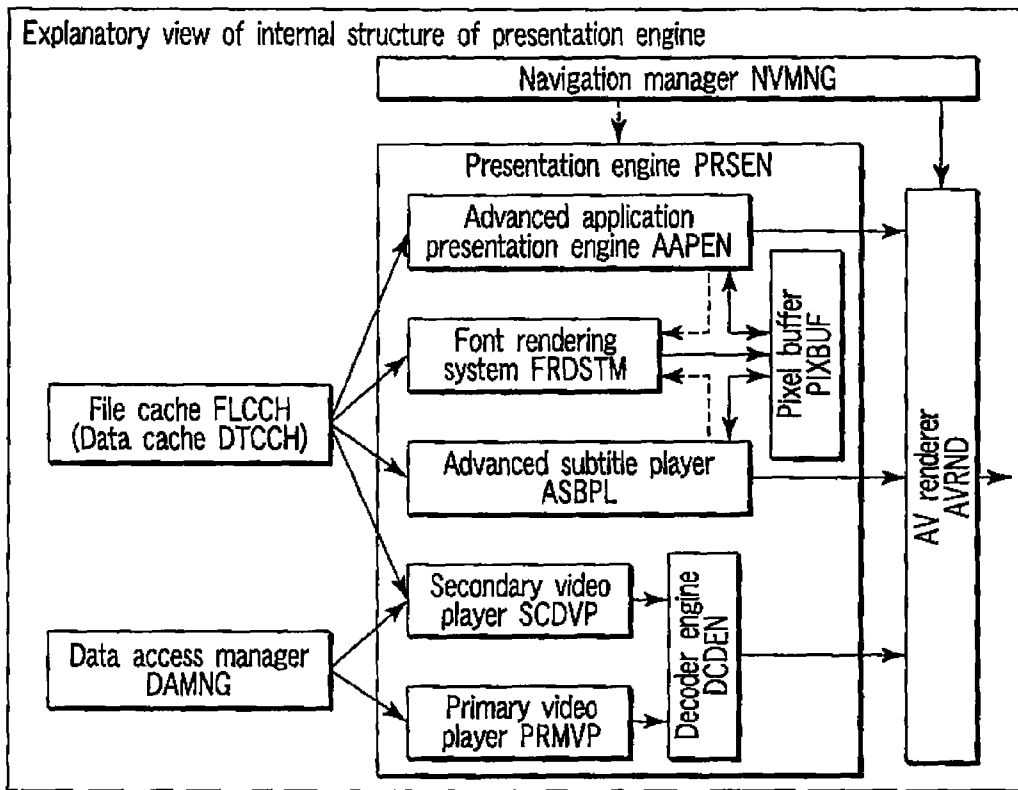 Explanatory view of internal structure of presentation engine
Navigation manager NVMNG
Presentation engine PRSEN
Advanced application
presentation engine AAPEN
Font rendering
system FRDSTM
Pixel buffer
PIXBUF
File cache FLCCH
(Data cache DTCCH)
Advanced subtitle player
ASBPL
AV renderer
AVRND
Secondary video
player SCDVP
Decoder engine
DCDEN
Data access manager
DAMNG
Primary video
player PRMVP